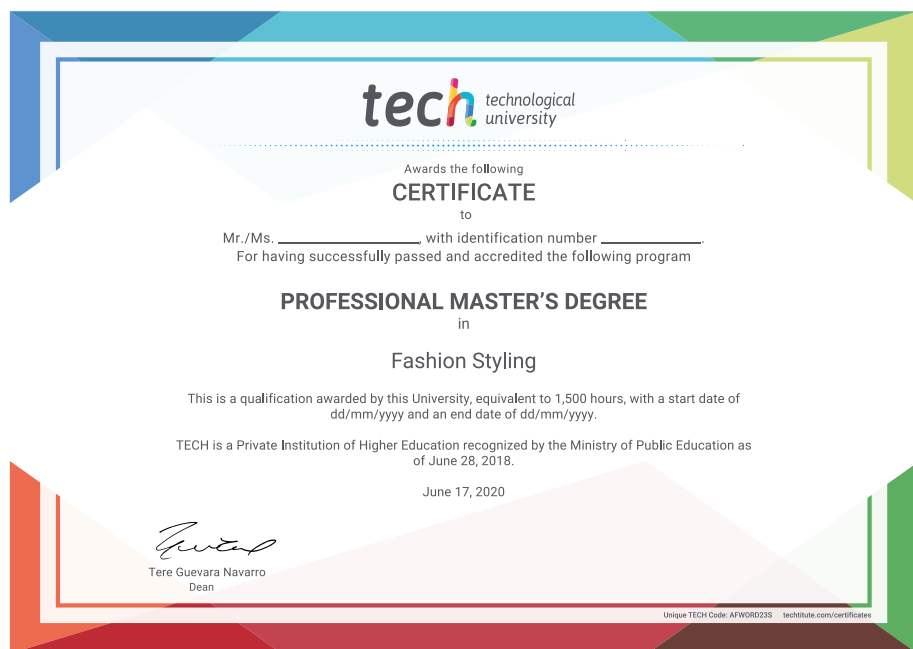 tech technological
university
Awards the following
CERTIFICATE
to
Mr./Ms. ____________________, with identification number ______________.
For having successfully passed and accredited the following program
PROFESSIONAL MASTER'S DEGREE
in
Fashion Styling
This is a qualification awarded by this University, equivalent to 1,500 hours, with a start date of
dd/mm/yyyy and an end date of dd/mm/yyyy.
TECH is a Private Institution of Higher Education recognized by the Ministry of Public Education as
of June 28, 2018.
June 17, 2020
Tere Guevara Navarro
Dean
Unique TECH Code: AFWORD23S techtitute.com/certificates